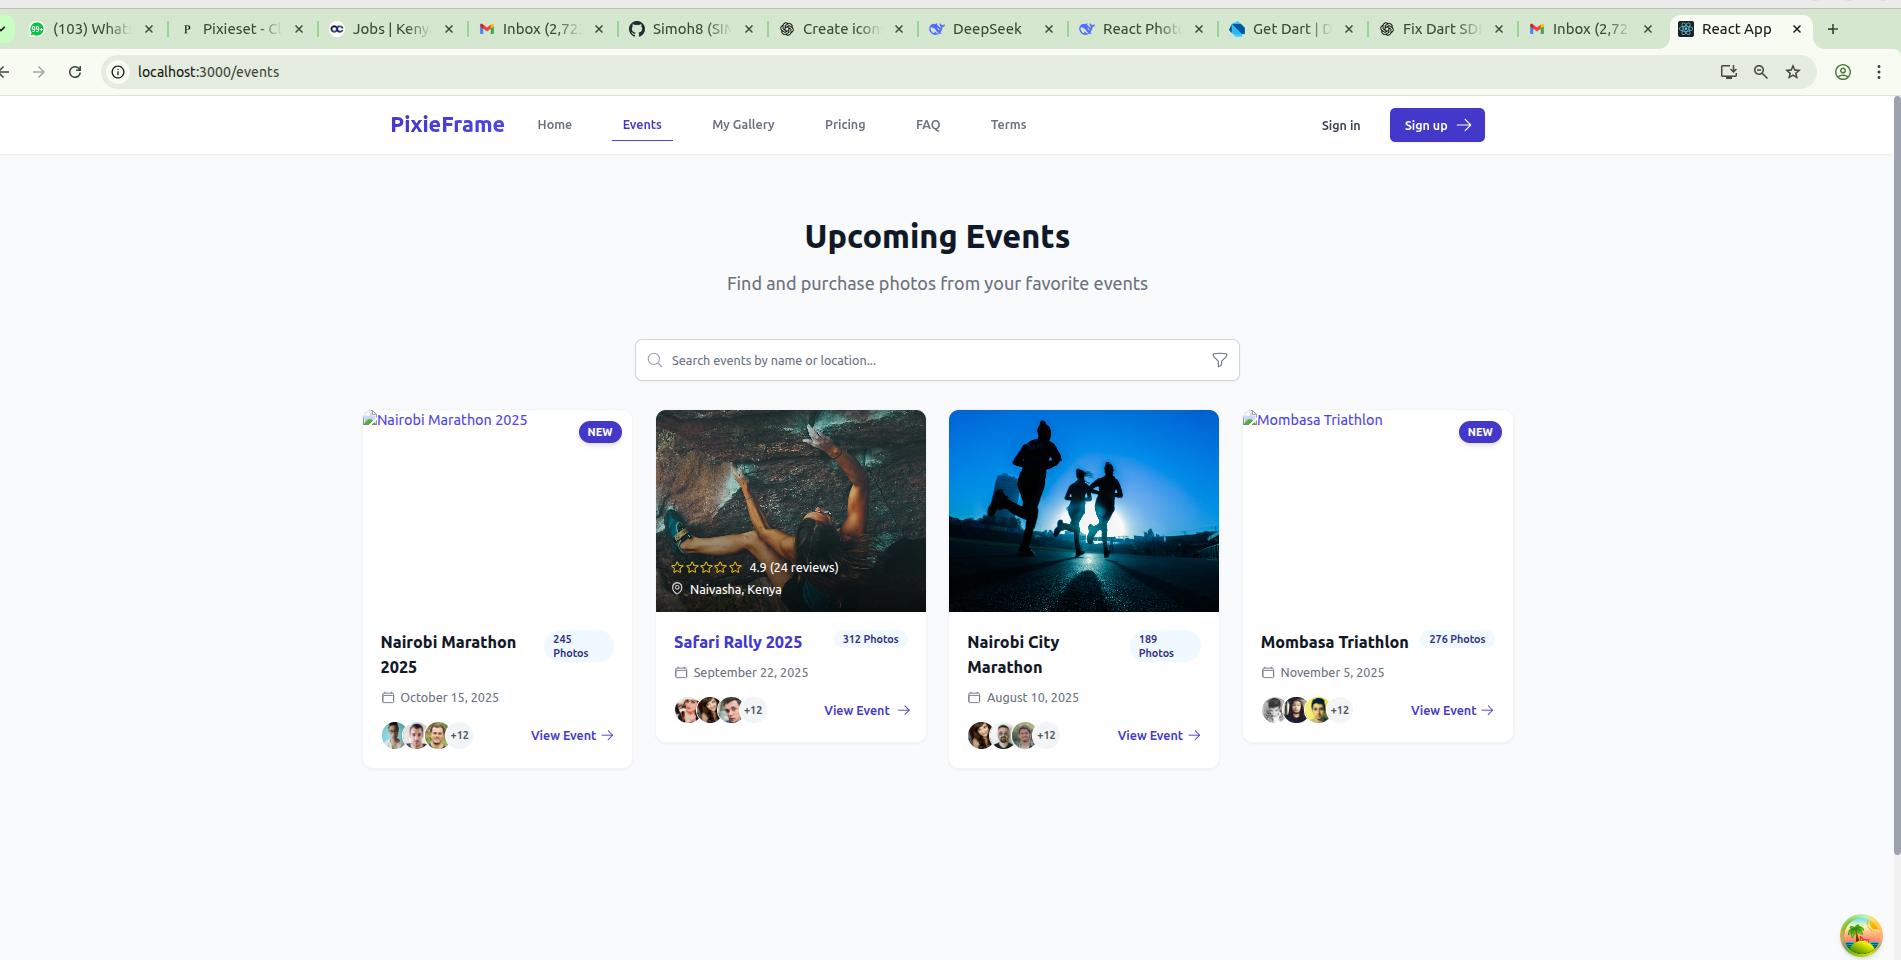 (103) Whats
Pixieset - Cl
Jobs | Keny
Inbox (2,72
Simoh8 (SIM
Create icon
DeepSeek
React Phot
Get Dart | D
Fix Dart SD
Inbox (2,72
React App
localhost:3000/events
PixieFrame
Home
Events
My Gallery
Pricing
FAQ
Terms
Sign in
Sign up
Upcoming Events
Find and purchase photos from your favorite events
Search events by name or location...
Nairobi Marathon 2025
NEW
4.9 (24 reviews)
Naivasha, Kenya
Mombasa Triathlon
NEW
Nairobi Marathon
2025
245
Photos
October 15, 2025
+12
View Event
Safari Rally 2025
312 Photos
September 22, 2025
+12
View Event
Nairobi City
Marathon
189
Photos
August 10, 2025
+12
View Event
Mombasa Triathlon
276 Photos
November 5, 2025
+12
View Event